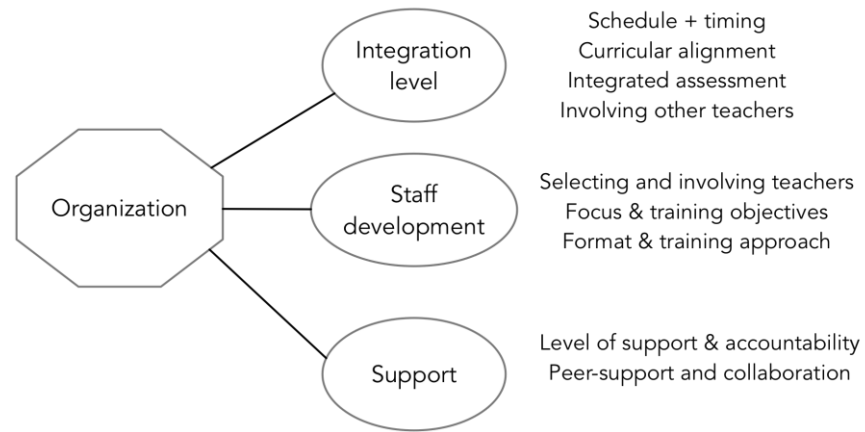 Organization
Integration
level
Schedule + timing
Curricular alignment
Integrated assessment
Involving other teachers
Staff
development
Selecting and involving teachers
Focus & training objectives
Format & training approach
Support
Level of support & accountability
Peer-support and collaboration